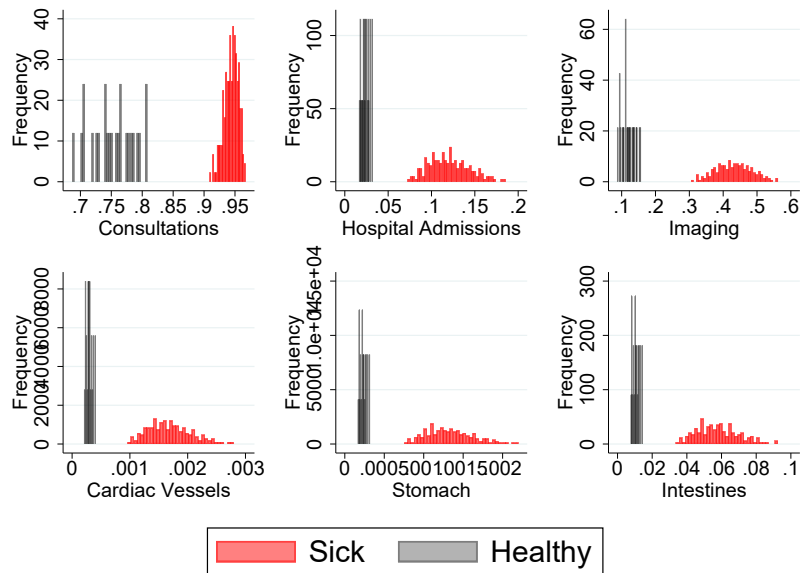 Frequency
40
30
20
10
0
.7 .75 .8 .85 .9 .95
Consultations
Frequency
100
50
0
0 .05 .1 .15 .2
Hospital Admissions
Frequency
80
60
40
20
0
.1 .2 .3 .4 .5 .6
Imaging
Frequency
8000
6000
4000
2000
0
0 .001 .002 .003
Cardiac Vessels
Frequency
1.5e+04
1.0e+04
5000
0
0 .0005 .001 .0015 .002
Stomach
Frequency
300
200
100
0
0 .02 .04 .06 .08 .1
Intestines
Sick Healthy